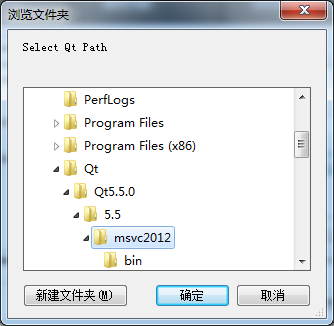 浏览文件夹
Select Qt Path
PerfLogs
Program Files
Program Files (x86)
Qt
Qt5.5.0
5.5
msvc2012
bin
新建文件夹(M) 确定 取消